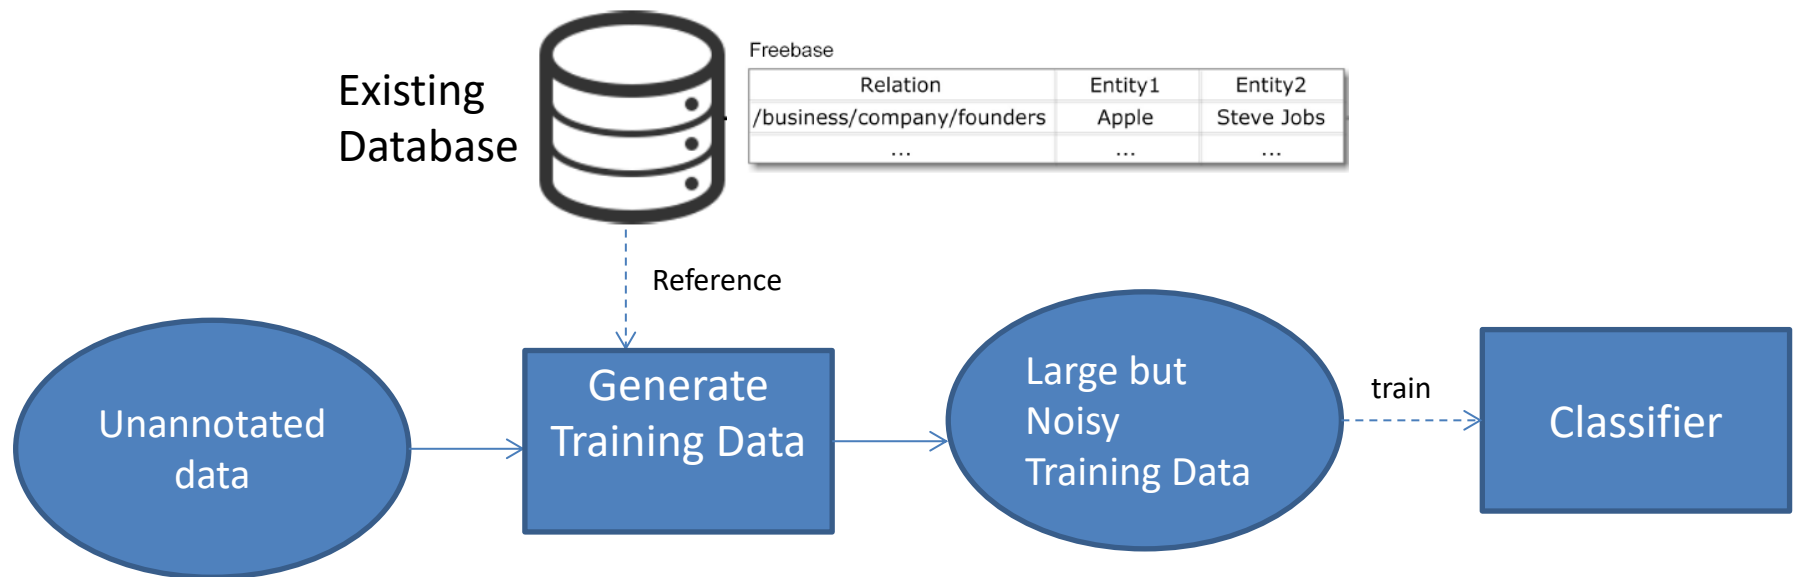 Existing
Database
Freebase
Relation Entity1 Entity2
/business/company/founders Apple Steve Jobs
... ... ...
Reference
Unannotated
data
Generate
Training Data
Large but
Noisy
Training Data
train
Classifier